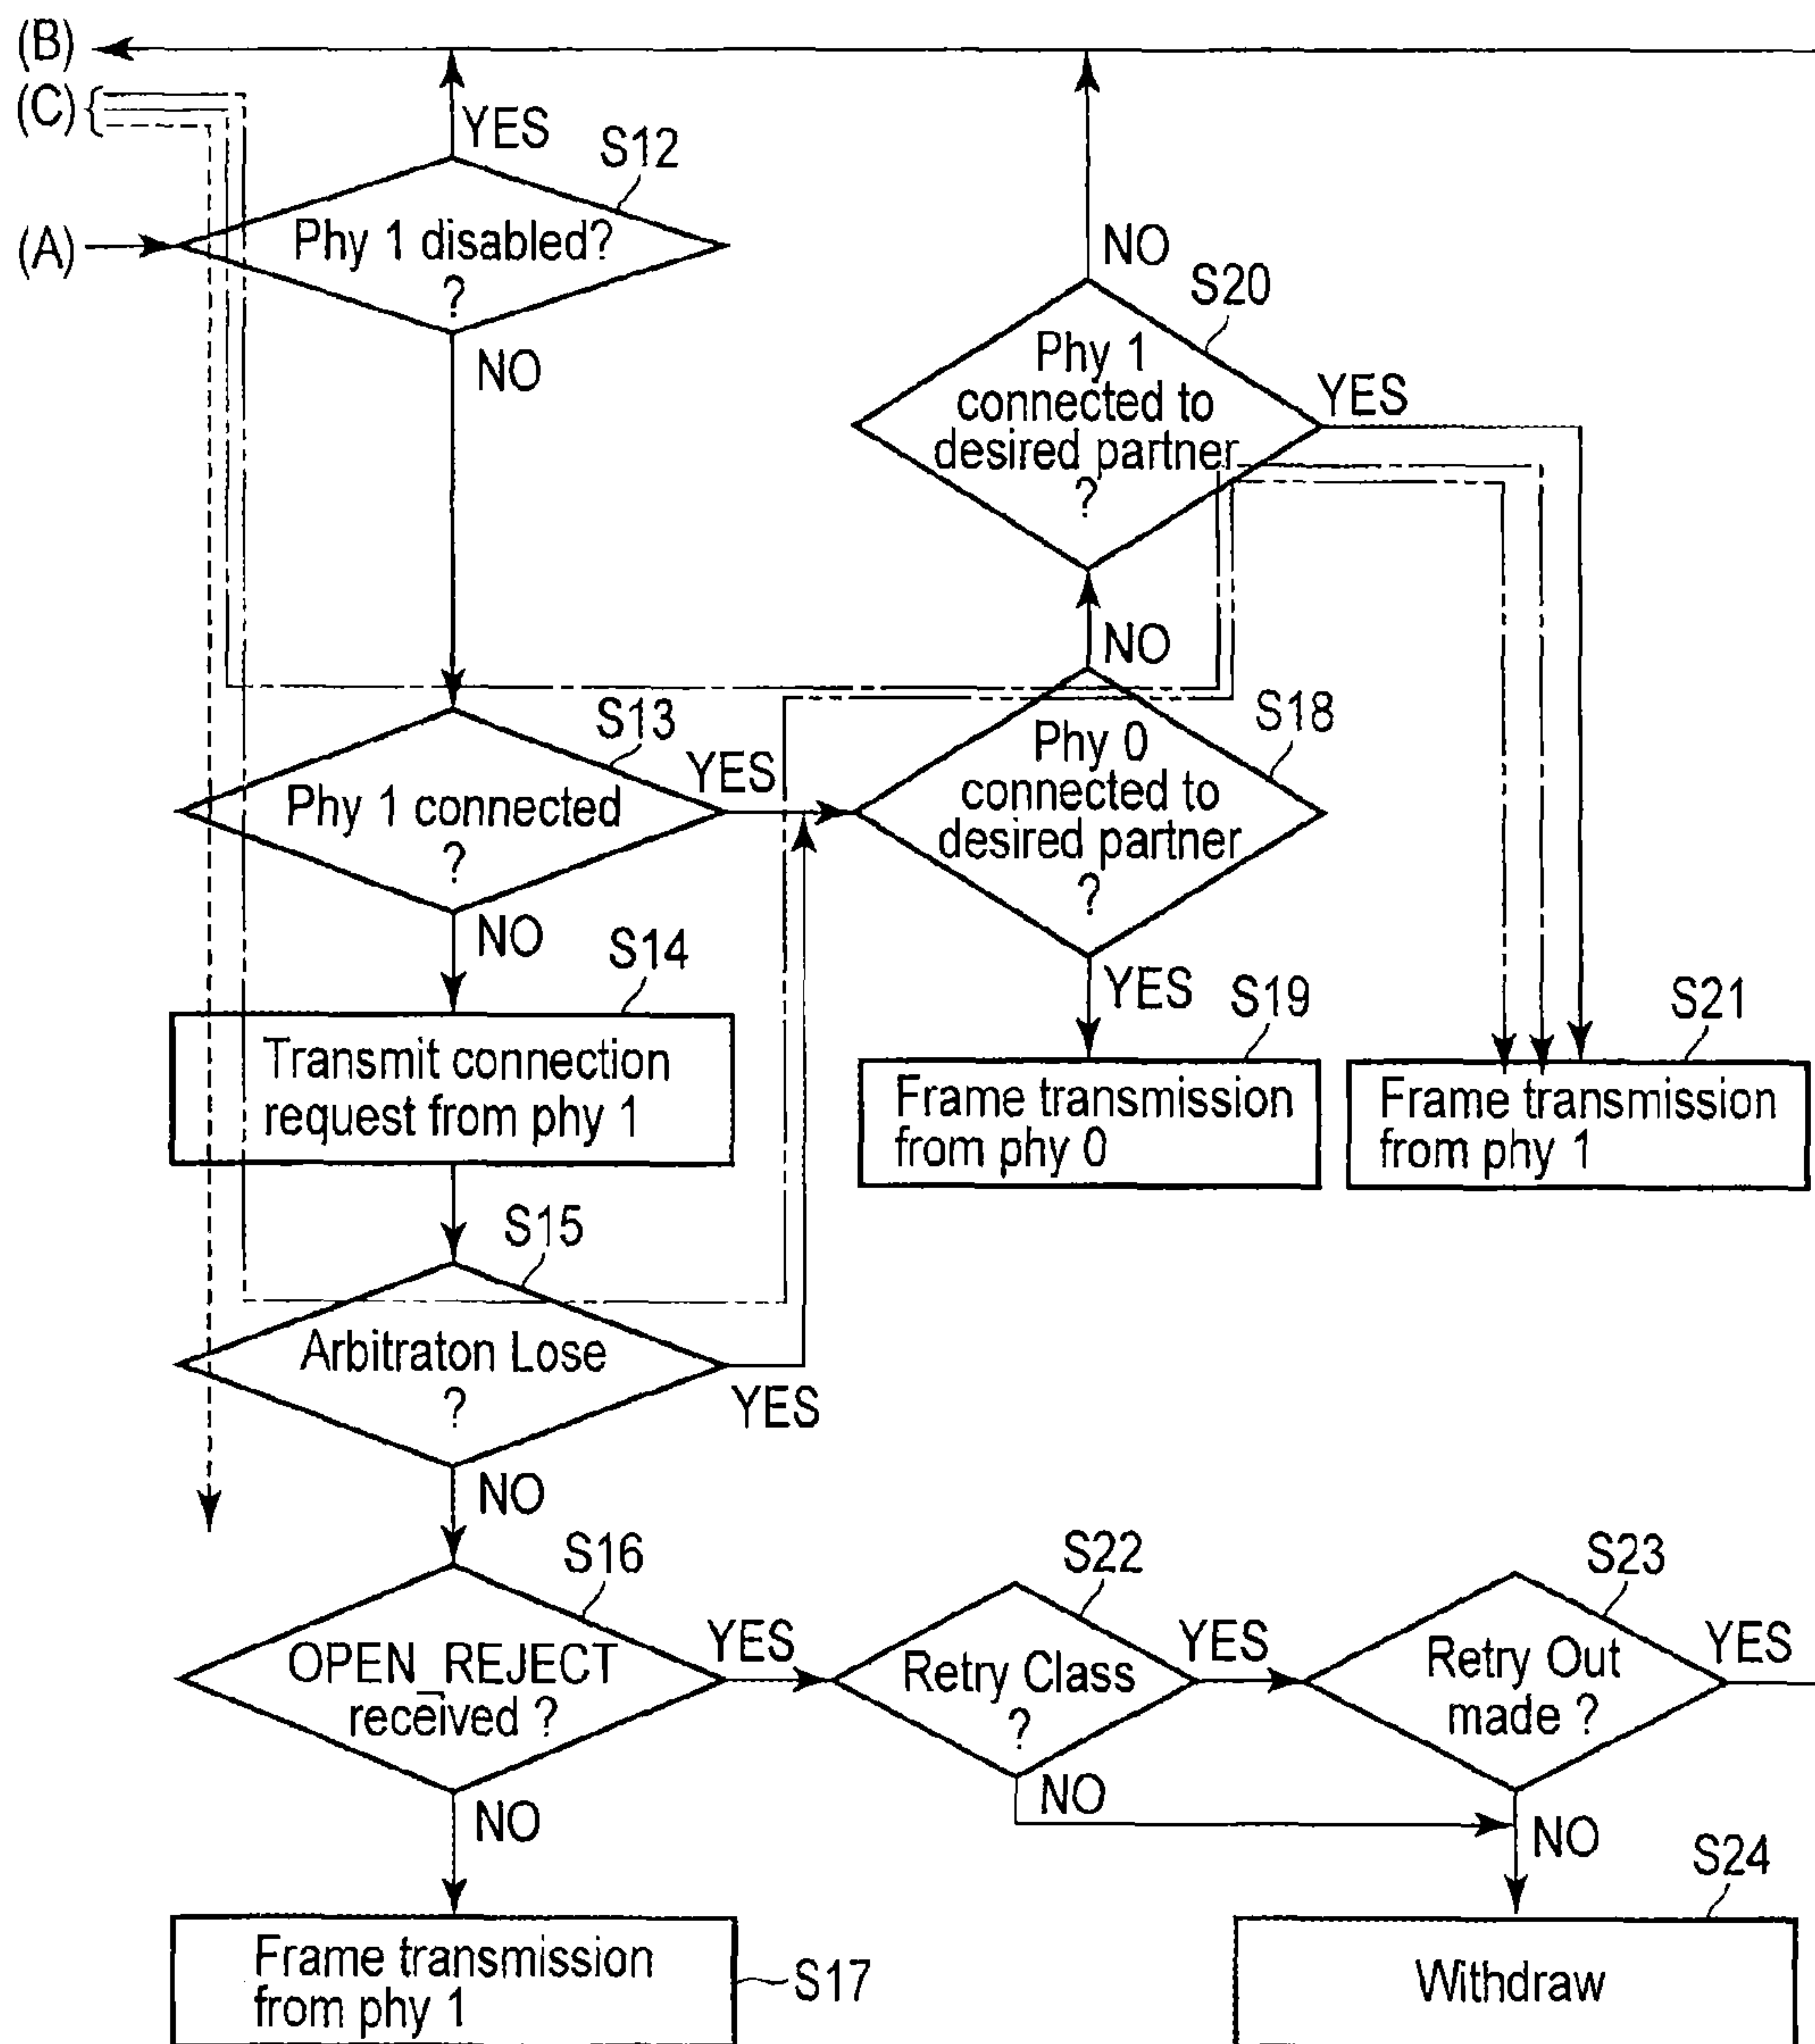 (B)
(C)
YES
S12
(A)
Phy 1 disabled?
?
NO
NO
S20
Phy 1
connected to
desired partner
?
YES
NO
S13
Phy 1 connected
?
YES
S18
Phy 0
connected to
desired partner
?
NO
S14
Transmit connection
request from phy 1
YES
S19
Frame transmission
from phy 0
S21
Frame transmission
from phy 1
S15
Arbitraton Lose
?
YES
NO
S16
OPEN_REJECT
received ?
YES
S22
Retry Class
?
YES
S23
Retry Out
made ?
YES
NO
NO
NO
S24
Frame transmission
from phy 1
S17
Withdraw